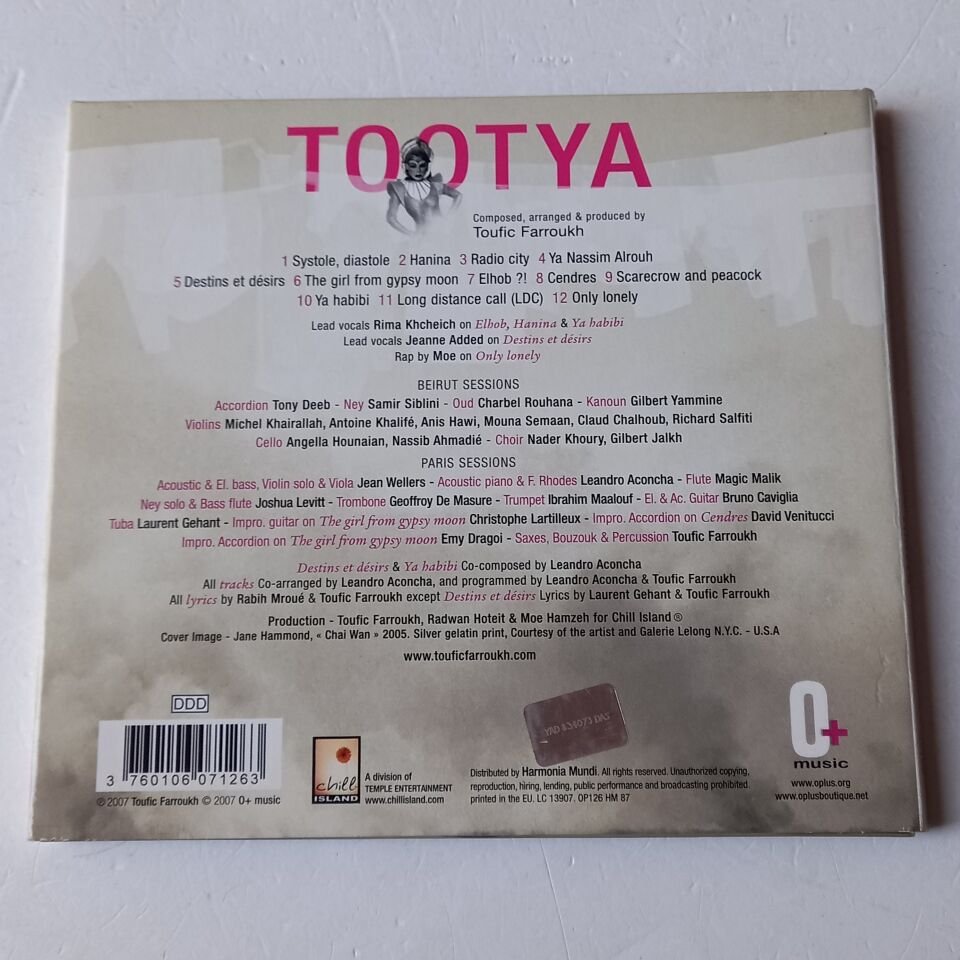 TOOTYA
Composed, arranged & produced by
Toufic Farroukh
1 Systole, diastole 2 Hanina 3 Radio city 4 Ya Nassim Alrouh
5 Destins et désirs 6 The girl from gypsy moon 7 Elhob ?! 8 Cendres 9 Scarecrow and peacock
10 Ya habibi 11 Long distance call (LDC) 12 Only lonely
Lead vocals Rima Khcheich on Elhob, Hanina & Ya habibi
Lead vocals Jeanne Added on Destins et désirs
Rap by Moe on Only lonely
BEIRUT SESSIONS
Accordion Tony Deeb - Ney Samir Siblini - Oud Charbel Rouhana - Kanoun Gilbert Yammine
Violins Michel Khairallah, Antoine Khalifé, Anis Hawi, Mouna Semaan, Claud Chalhoub, Richard Salfiti
Cello Angella Hounaian, Nassib Ahmadié - Choir Nader Khoury, Gilbert Jalkh
PARIS SESSIONS
Acoustic & El. bass, Violin solo & Viola Jean Wellers - Acoustic piano & F. Rhodes Leandro Aconcha - Flute Magic Malik
Ney solo & Bass flute Joshua Levitt - Trombone Geoffroy De Masure - Trumpet Ibrahim Maalouf - El. & Ac. Guitar Bruno Caviglia
Tuba Laurent Gehant - Impro. guitar on The girl from gypsy moon Christophe Lartilleux - Impro. Accordion on Cendres David Venitucci
Impro. Accordion on The girl from gypsy moon Emy Dragoi - Saxes, Bouzouk & Percussion Toufic Farroukh
Destins et désirs & Ya habibi Co-composed by Leandro Aconcha
All tracks Co-arranged by Leandro Aconcha, and programmed by Leandro Aconcha & Toufic Farroukh
All lyrics by Rabih Mroué & Toufic Farroukh except Destins et désirs Lyrics by Laurent Gehant & Toufic Farroukh
Production - Toufic Farroukh, Radwan Hoteit & Moe Hamzeh for Chill Island ®
Cover Image - Jane Hammond, « Chai Wan » 2005. Silver gelatin print, Courtesy of the artist and Galerie Lelong N.Y.C. - U.S.A
www.touficfarroukh.com
DDD
3 760106 071263
℗ 2007 Toufic Farroukh © 2007 O+ music
chill
ISLAND
A division of
TEMPLE ENTERTAINMENT
www.chillisland.com
YAD 834073 DAS
Distributed by Harmonia Mundi. All rights reserved. Unauthorized copying,
reproduction, hiring, lending, public performance and broadcasting prohibited.
printed in the EU. LC 13907. OP126 HM 87
O+
music
www.oplus.org
www.oplusboutique.net